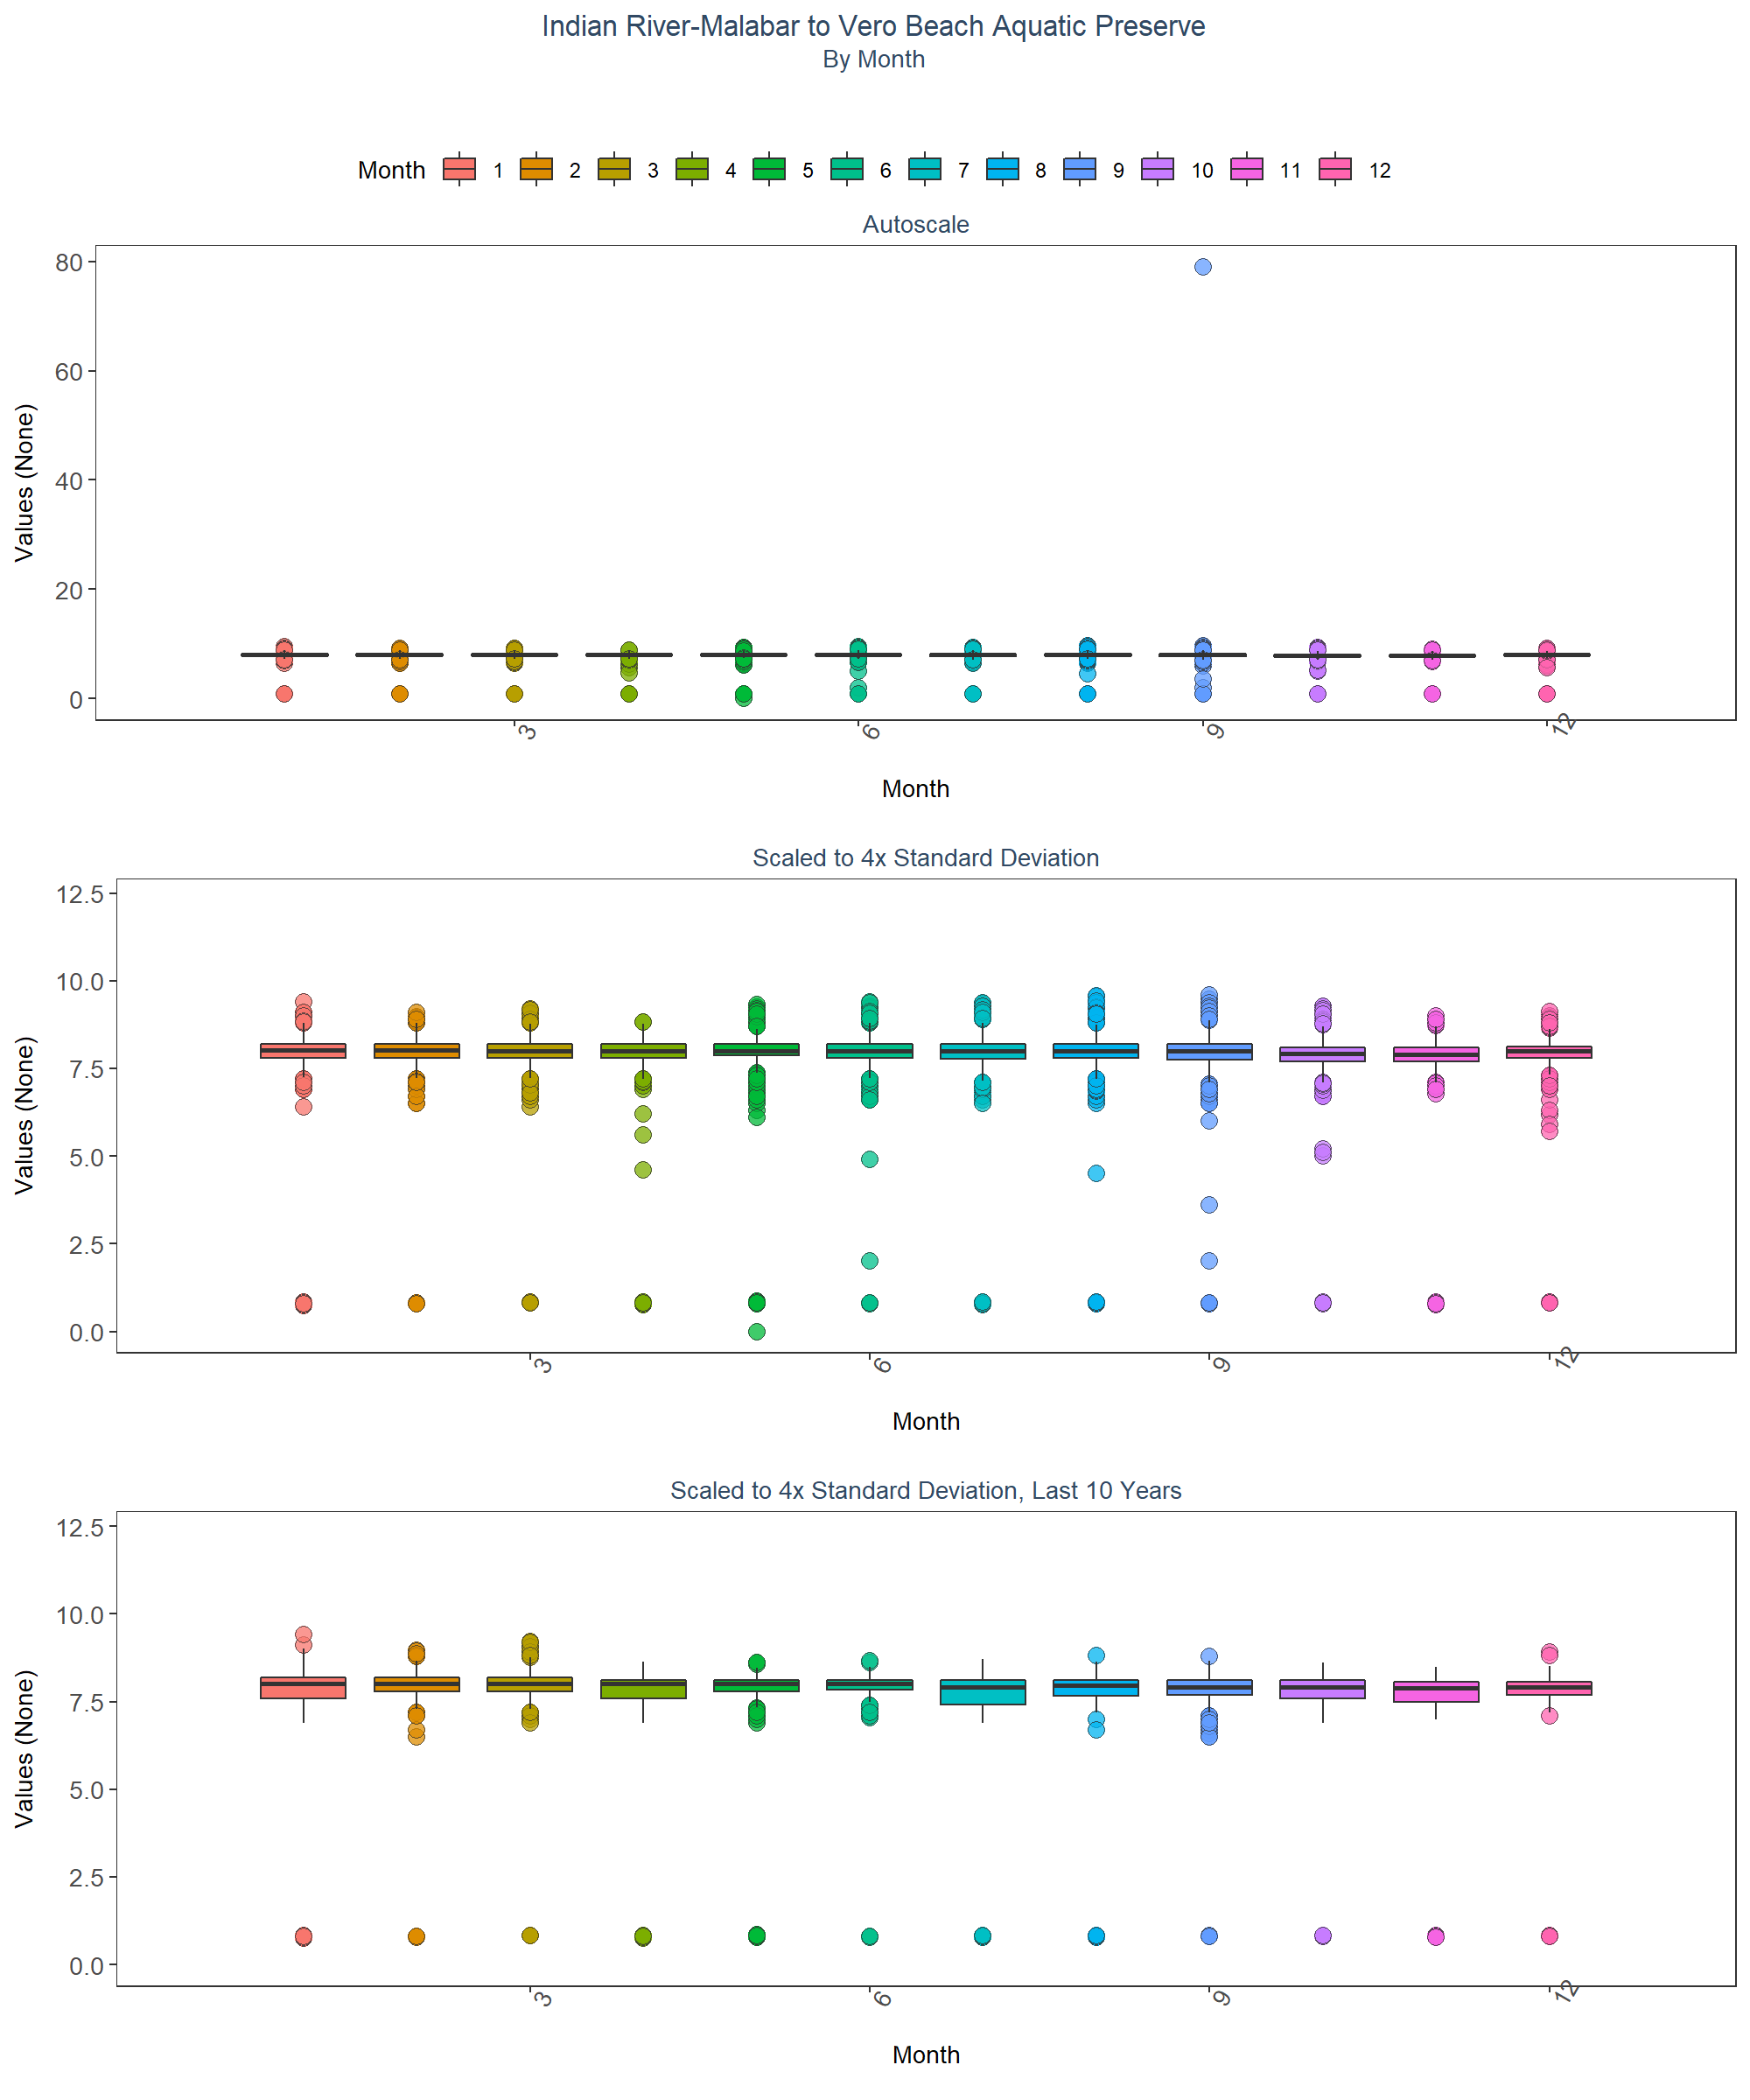 Indian River-Malabar to Vero Beach Aquatic Preserve
By Month
Month 1 2 3 4 5 6 7 8 9 10 11 12
Autoscale
Values (None)
80
60
40
20
0
3 6 9 12
Month
Scaled to 4x Standard Deviation
Values (None)
12.5
10.0
7.5
5.0
2.5
0.0
3 6 9 12
Month
Scaled to 4x Standard Deviation, Last 10 Years
Values (None)
12.5
10.0
7.5
5.0
2.5
0.0
3 6 9 12
Month